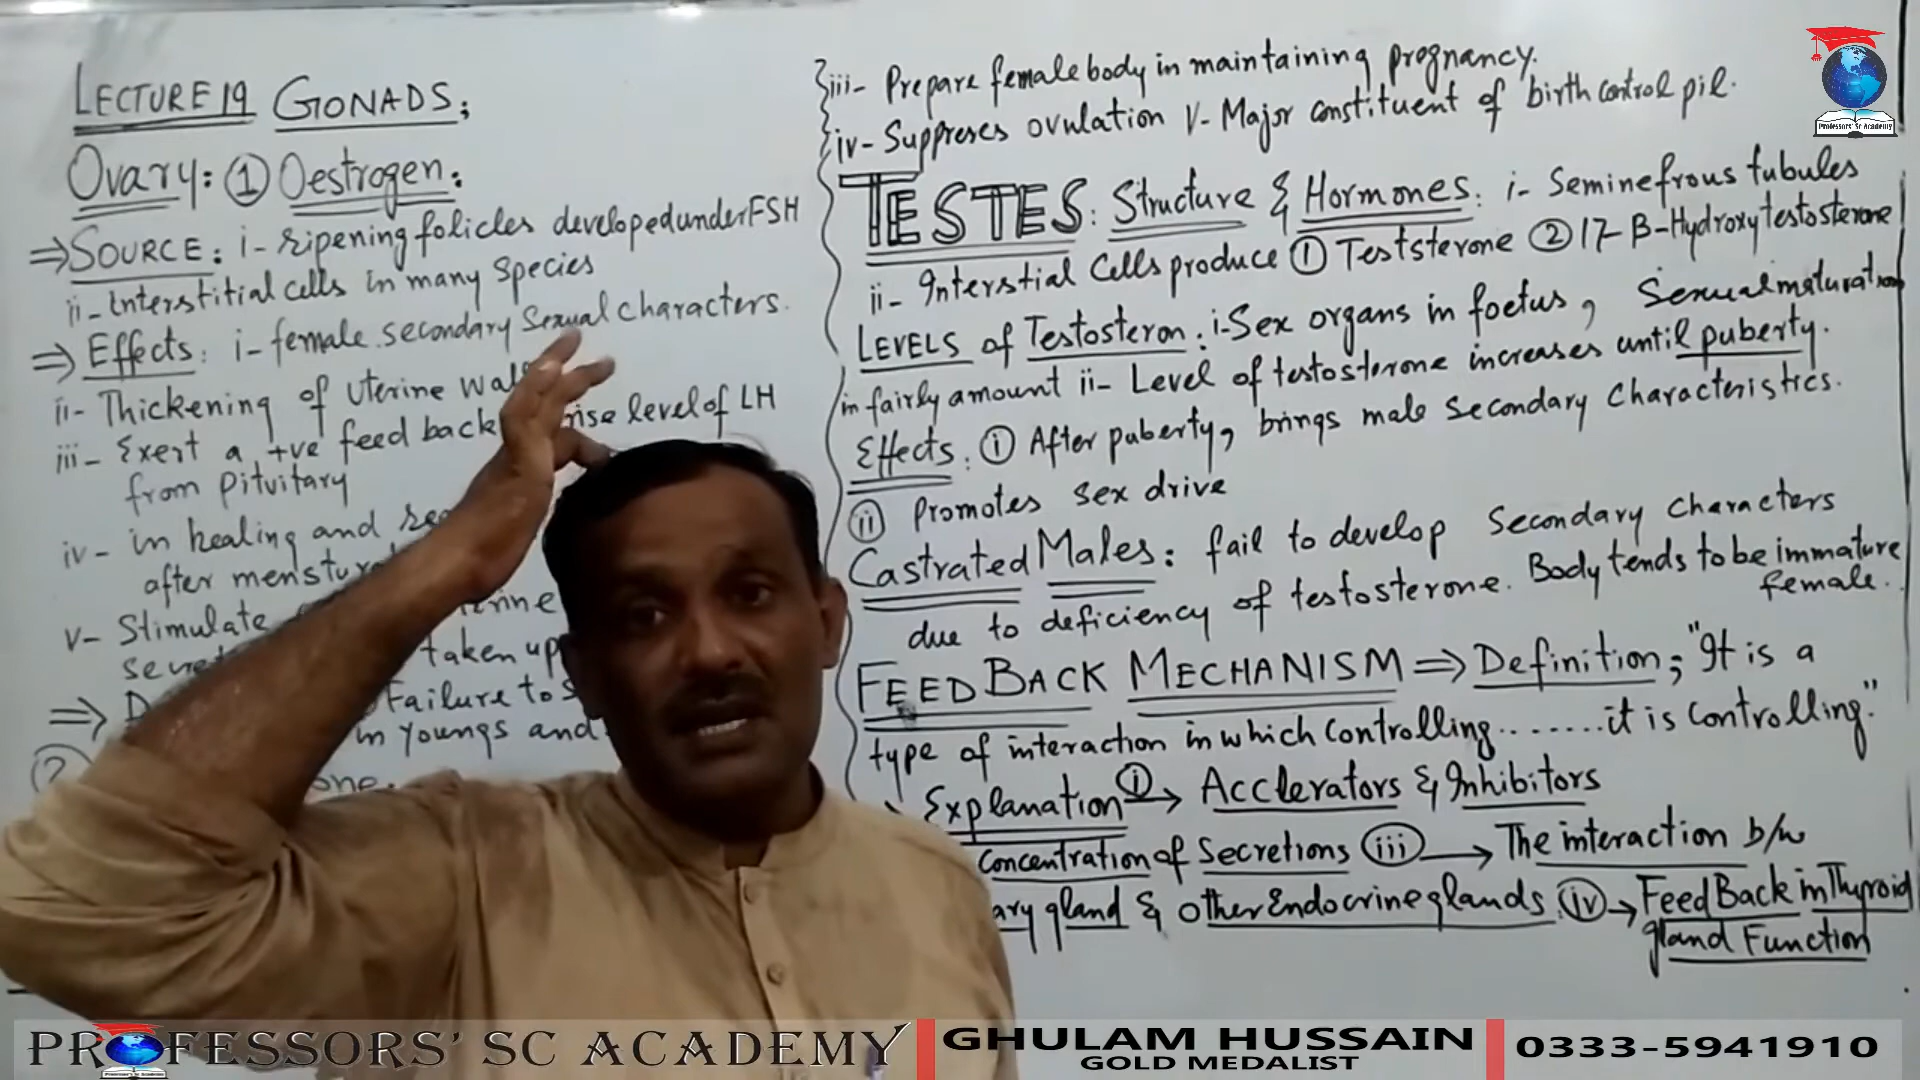 LECTURE 19 GONADS;
Ovary: ① Oestrogen:
⇒ SOURCE: i- ripening folicles developed under FSH
ii- Interstitial cells in many species
⇒ Effects: i- female secondary Sexual characters.
ii- Thickening of Uterine
iii- Exert a +ve feed back rise level of LH
from pituitary
iv- in healing and
after
v- Stimulate
taken up
⇒ Failure to
in youngs and
②
}iii- Prepare female body in maintaining pregnancy.
iv- Suppreses ovulation V- Major constituent of birth control pil.
TESTES: Structure & Hormones: i- Seminefrous tubules
ii- Interstial Cells produce ① Teststerone ② 17-β-Hydroxytestosterone
LEVELS of Testosteron: i-Sex organs in foetus, Sexual maturation
in fairly amount ii- Level of testosterone increases until puberty.
Effects: ⓘ After puberty, brings male secondary characteristics.
ⓘⓘ Promotes sex drive
Castrated Males: fail to develop Secondary Characters
due to deficiency of testosterone. Body tends to be immature
female.
FEED BACK MECHANISM ⇒ Definition; "It is a
type of interaction in which controlling.......it is controlling."
Explanation (i)→ Acclerators & Inhibitors
Concentration of Secretions (iii)→ The interaction b/w
gland & other Endocrine glands (iv)→ Feed Back in Thyroid
gland Function
Professors' Sc Academy
PROFESSORS' SC ACADEMY
GHULAM HUSSAIN
GOLD MEDALIST
0333-5941910